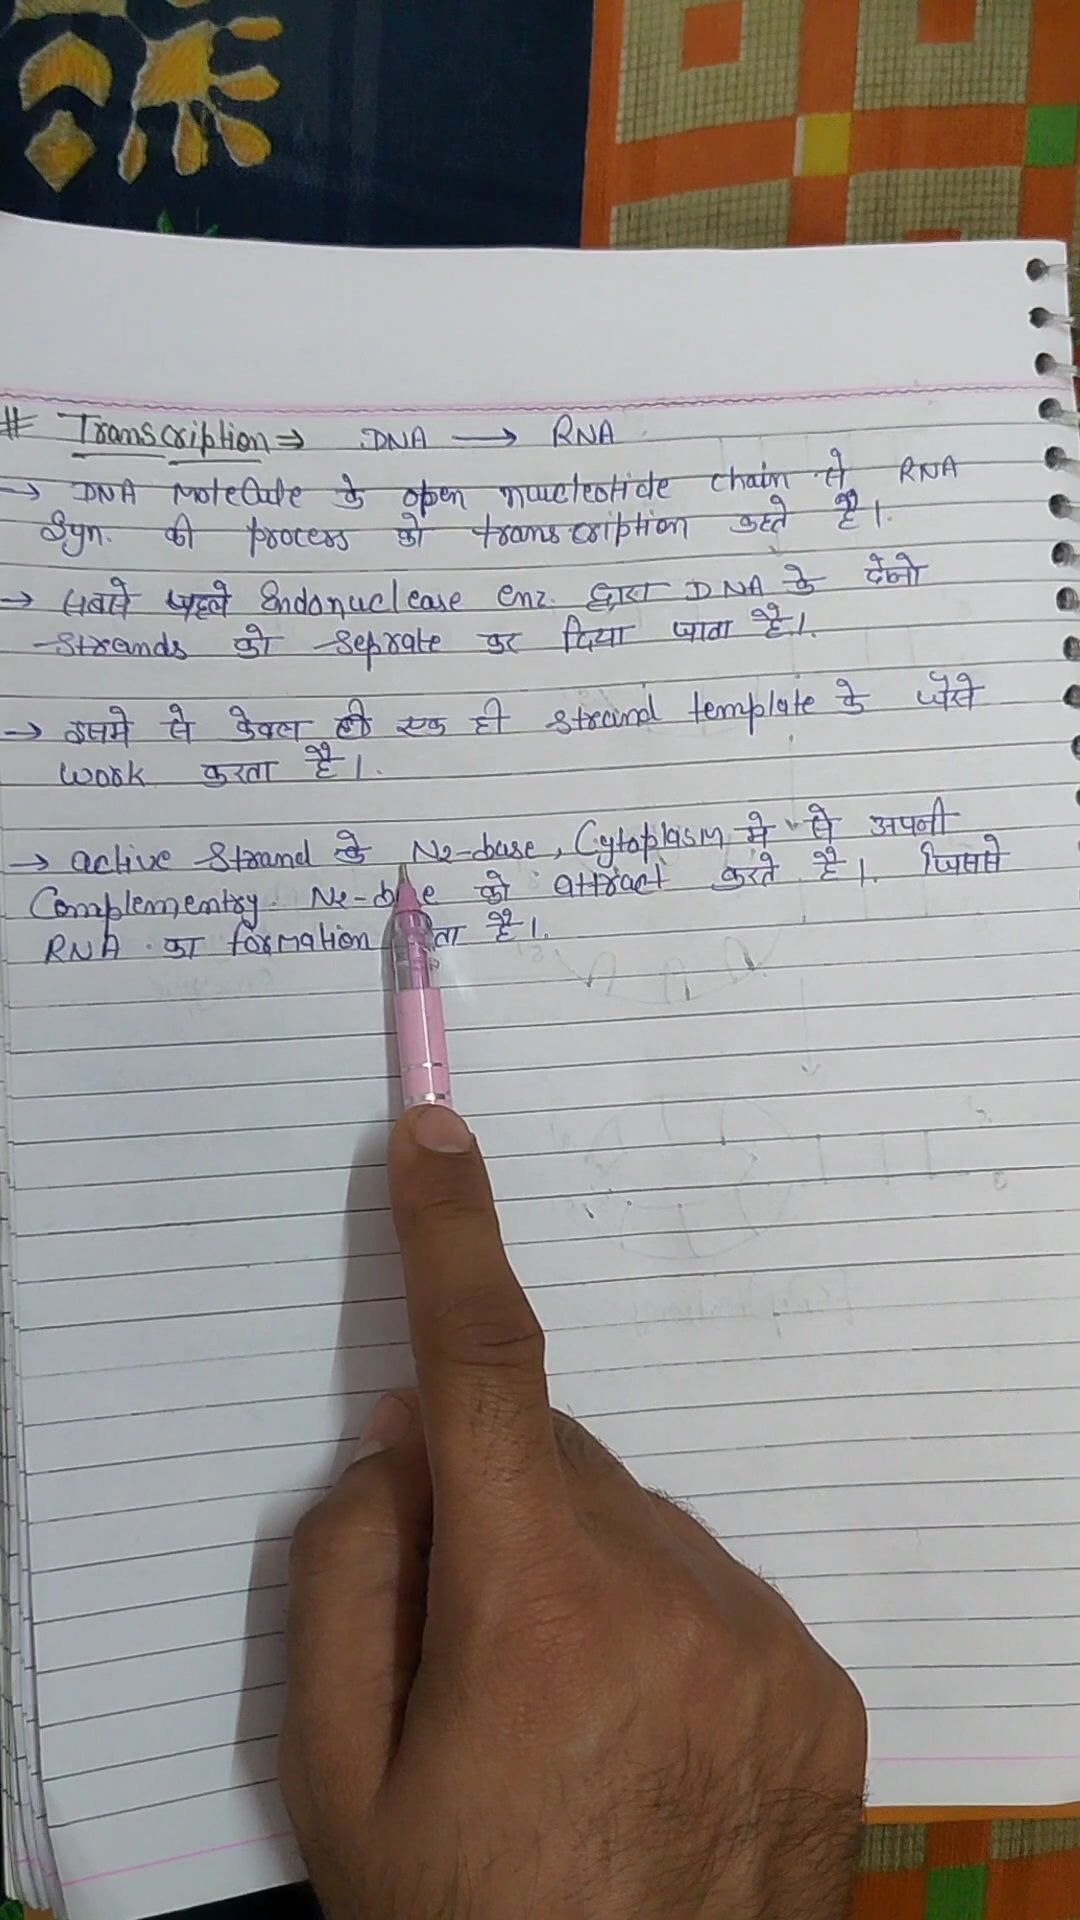 # Transcription ⇒ DNA → RNA
→ DNA molecule के open nucleotide chain से RNA
Syn. की process को transcription कहते है।
→ सबसे पहले Endonuclease enz. द्वारा DNA के दोनो
Strands को seprate कर दिया जाता है।
→ इसमे से केवल ही एक ही strand template के जैसे
work करता है।
→ active strand के N2-base, Cytoplasm मे से अपनी
Complementry N2-base को attract करते है। जिससे
RNA का formation है।